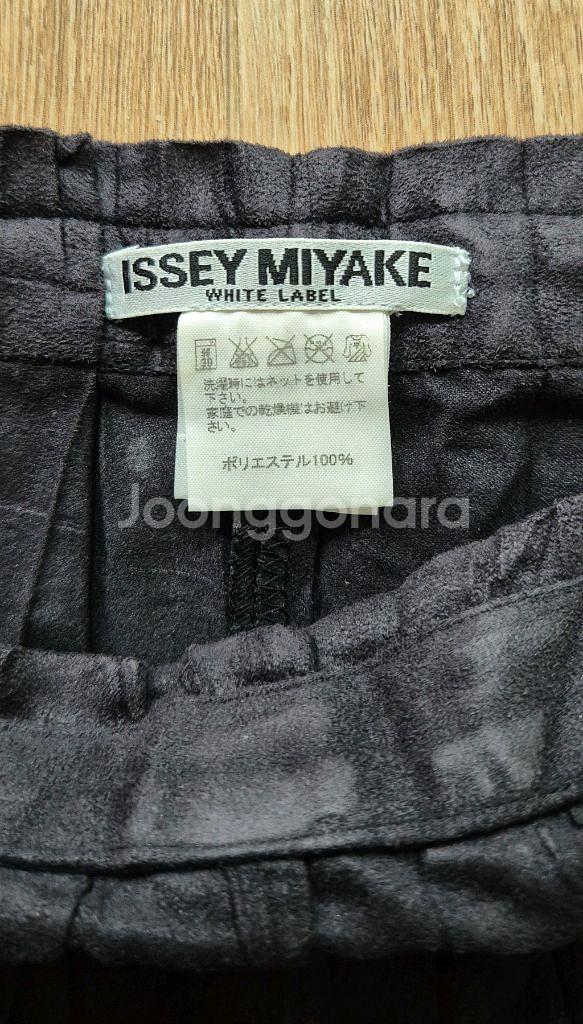 ISSEY MIYAKE
WHITE LABEL
洗濯時にはネットを使用して
下さい。
家庭での乾燥機はお避け下
さい。
ポリエステル100%
Joonggonara